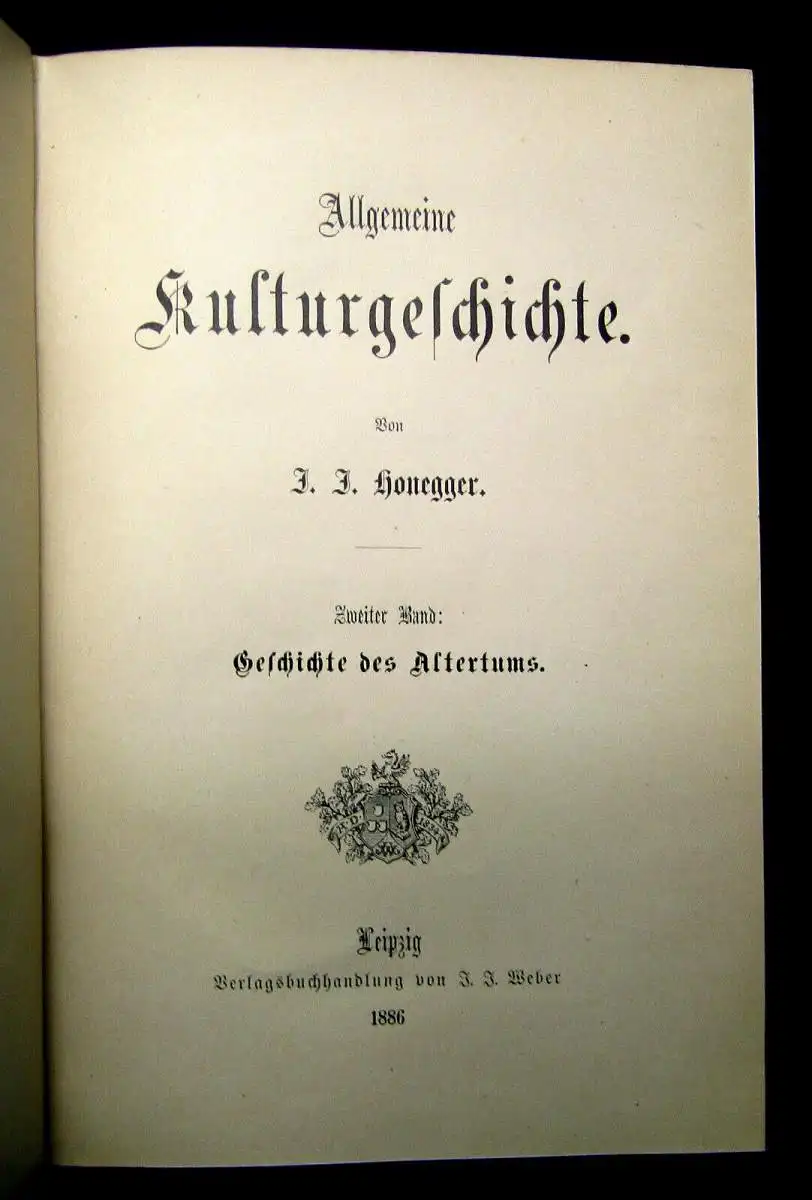 Allgemeine
Kulturgeschichte.
Von
J. J. Honegger.
Zweiter Band:
Geschichte des Altertums.
Leipzig
Verlagsbuchhandlung von J. J. Weber
1886